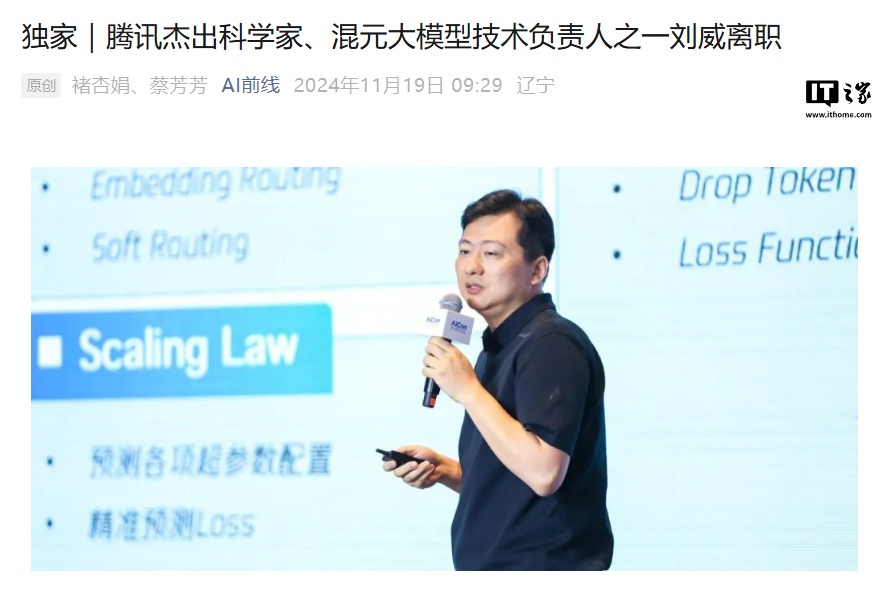 独家｜腾讯杰出科学家、混元大模型技术负责人之一刘威离职
原创 褚杏娟、蔡芳芳 AI前线 2024年11月19日 09:29 辽宁
IT之家
www.ithome.com
• Embedding Routing
• Soft Routing
• Drop Token
• Loss Functi
Scaling Law
• 预测各项超参数配置
• 精准预测Loss
AICon
AICon